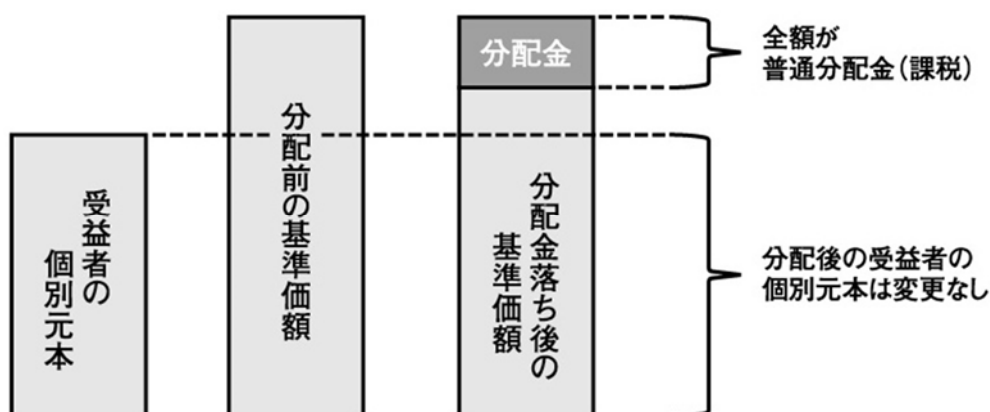 受益者の
個別元本
分配前の基準価額
分配金
分配金落ち後の
基準価額
全額が
普通分配金（課税）
分配後の受益者の
個別元本は変更なし